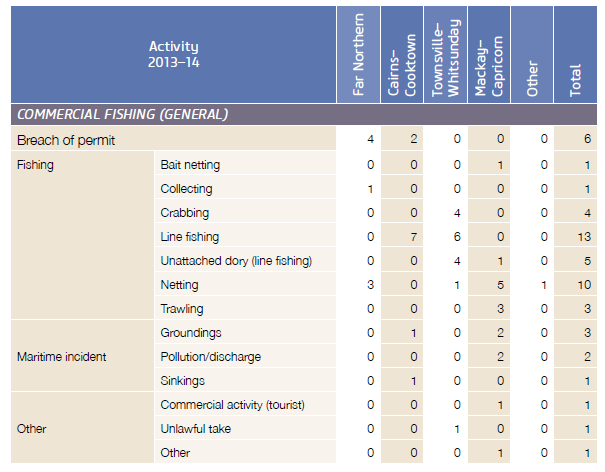 Activity
2013–14
Far Northern
Cairns–
Cooktown
Townsville–
Whitsunday
Mackay–
Capricorn
Other
Total
COMMERCIAL FISHING (GENERAL)
Breach of permit 4 2 0 0 0 6
Fishing Bait netting 0 0 0 1 0 1
Collecting 1 0 0 0 0 1
Crabbing 0 0 4 0 0 4
Line fishing 0 7 6 0 0 13
Unattached dory (line fishing) 0 0 4 1 0 5
Netting 3 0 1 5 1 10
Trawling 0 0 0 3 0 3
Groundings 0 1 0 2 0 3
Maritime incident Pollution/discharge 0 0 0 2 0 2
Sinkings 0 1 0 0 0 1
Commercial activity (tourist) 0 0 0 1 0 1
Other Unlawful take 0 0 1 0 0 1
Other 0 0 0 1 0 1